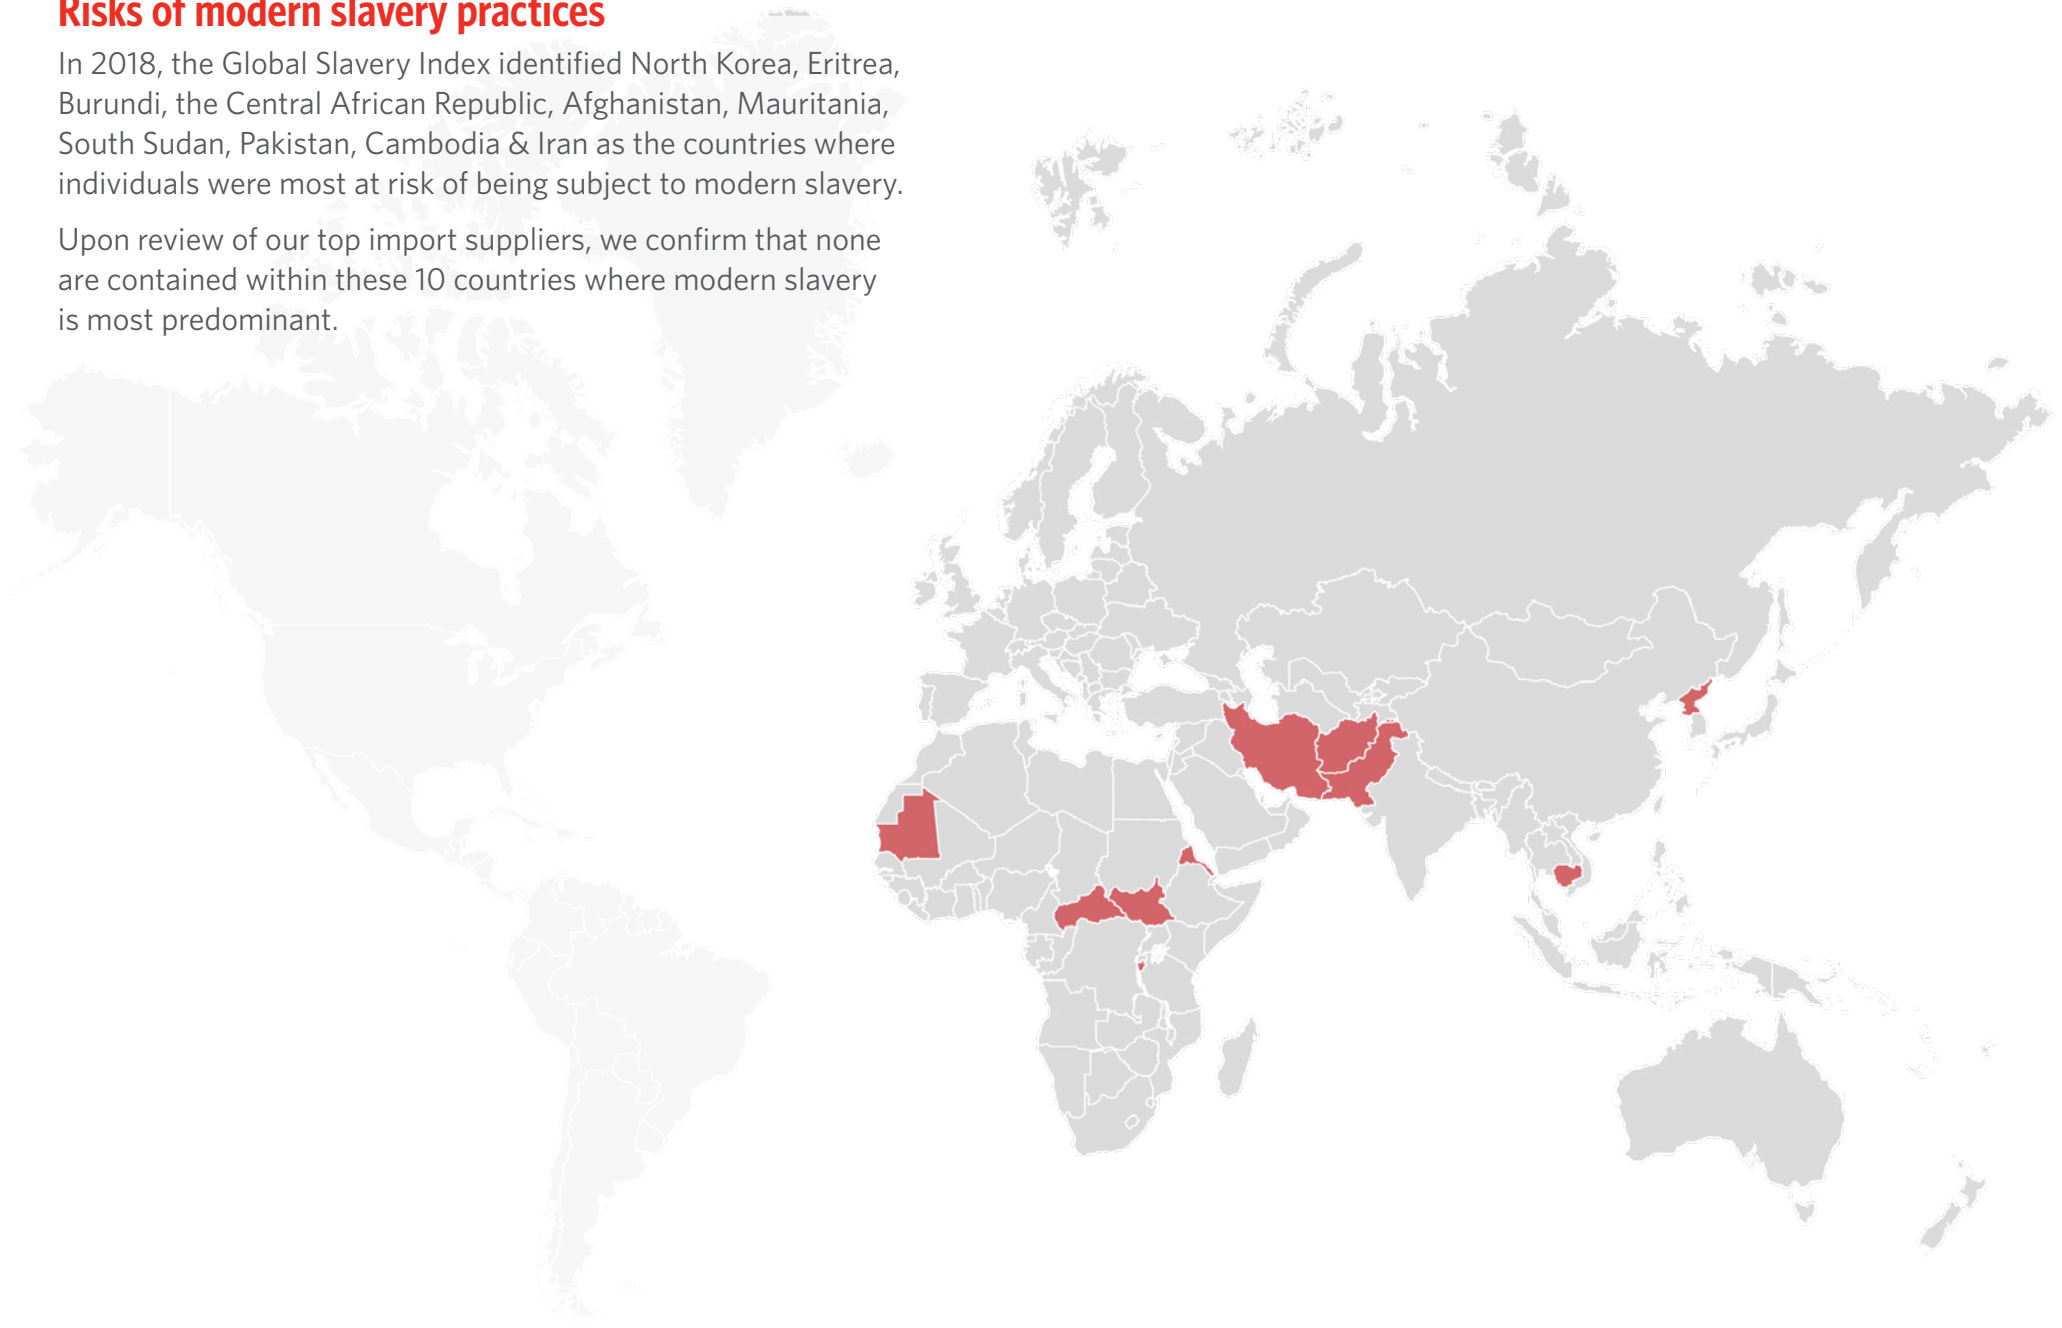 Risks of modern slavery practices
In 2018, the Global Slavery Index identified North Korea, Eritrea,
Burundi, the Central African Republic, Afghanistan, Mauritania,
South Sudan, Pakistan, Cambodia & Iran as the countries where
individuals were most at risk of being subject to modern slavery.
Upon review of our top import suppliers, we confirm that none
are contained within these 10 countries where modern slavery
is most predominant.